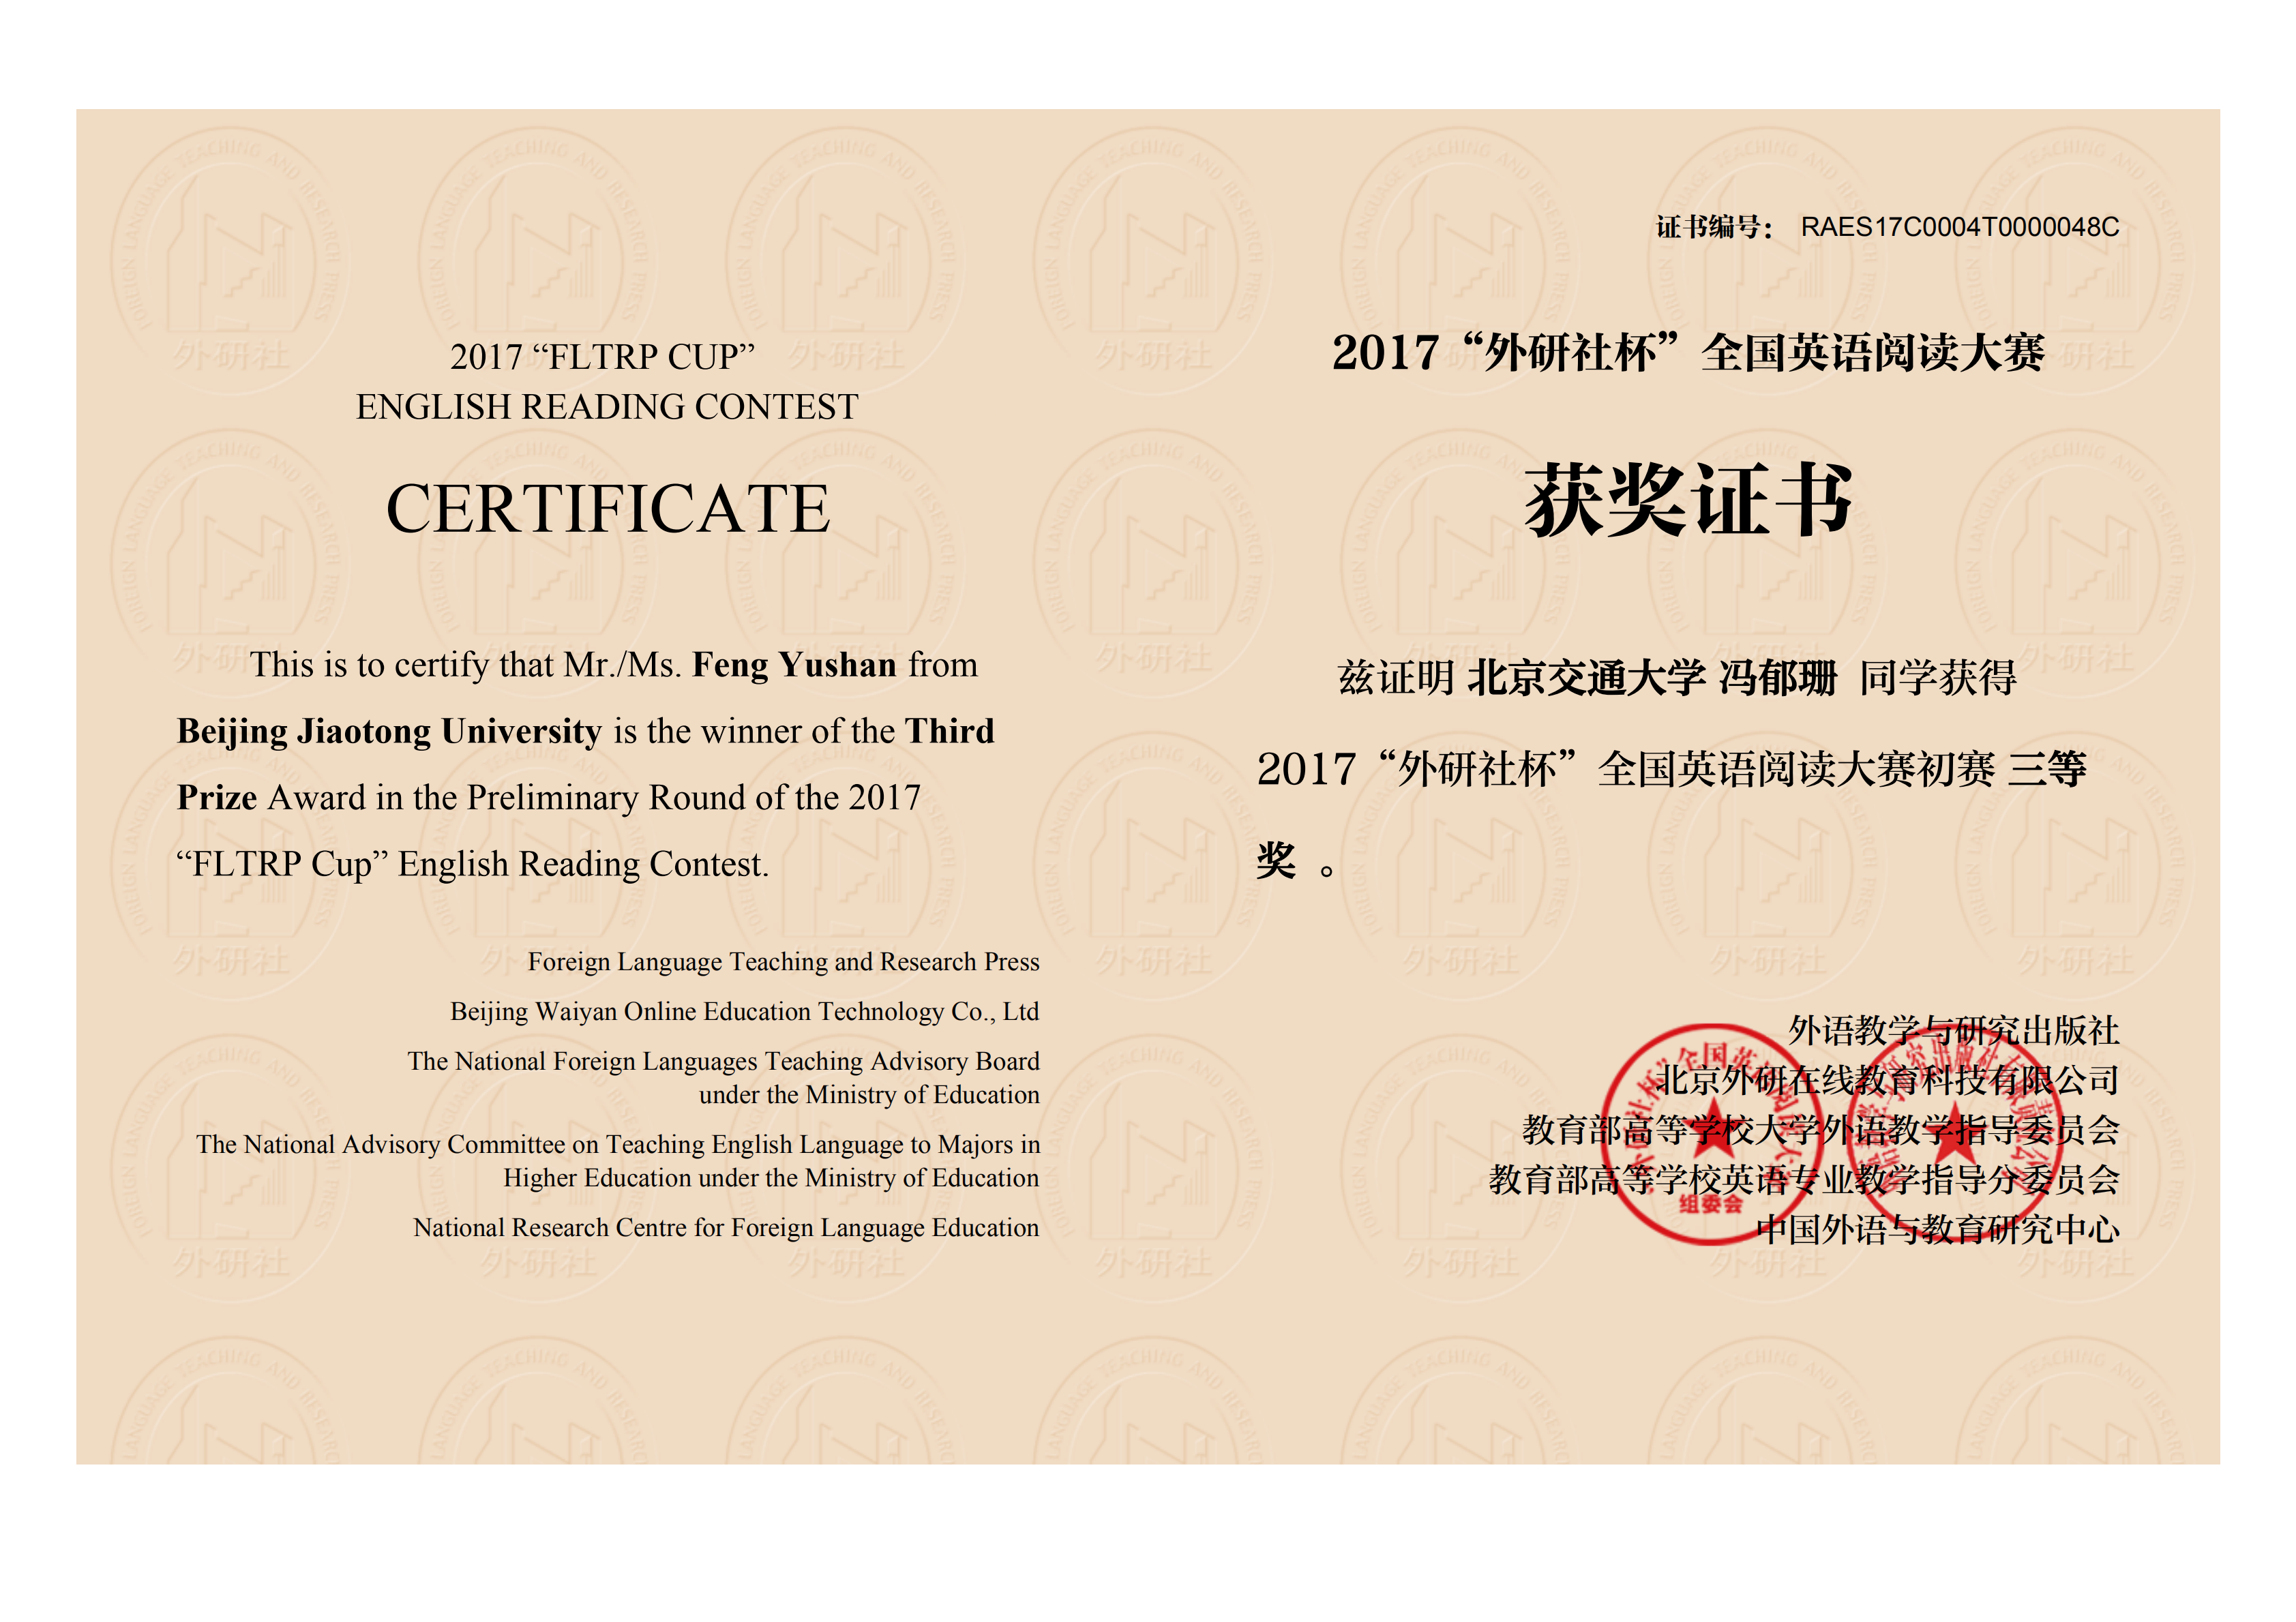 2017 “FLTRP CUP”
ENGLISH READING CONTEST
CERTIFICATE
This is to certify that Mr./Ms. Feng Yushan from
Beijing Jiaotong University is the winner of the Third
Prize Award in the Preliminary Round of the 2017
“FLTRP Cup” English Reading Contest.
Foreign Language Teaching and Research Press
Beijing Waiyan Online Education Technology Co., Ltd
The National Foreign Languages Teaching Advisory Board
under the Ministry of Education
The National Advisory Committee on Teaching English Language to Majors in
Higher Education under the Ministry of Education
National Research Centre for Foreign Language Education
证书编号： RAES17C0004T0000048C
2017“外研社杯”全国英语阅读大赛
获奖证书
兹证明 北京交通大学 冯郁珊 同学获得
2017“外研社杯”全国英语阅读大赛初赛 三等
奖 。
外语教学与研究出版社
北京外研在线教育科技有限公司
教育部高等学校大学外语教学指导委员会
教育部高等学校英语专业教学指导分委员会
中国外语与教育研究中心
组委会
FOREIGN LANGUAGE TEACHING AND RESEARCH PRESS
外研社